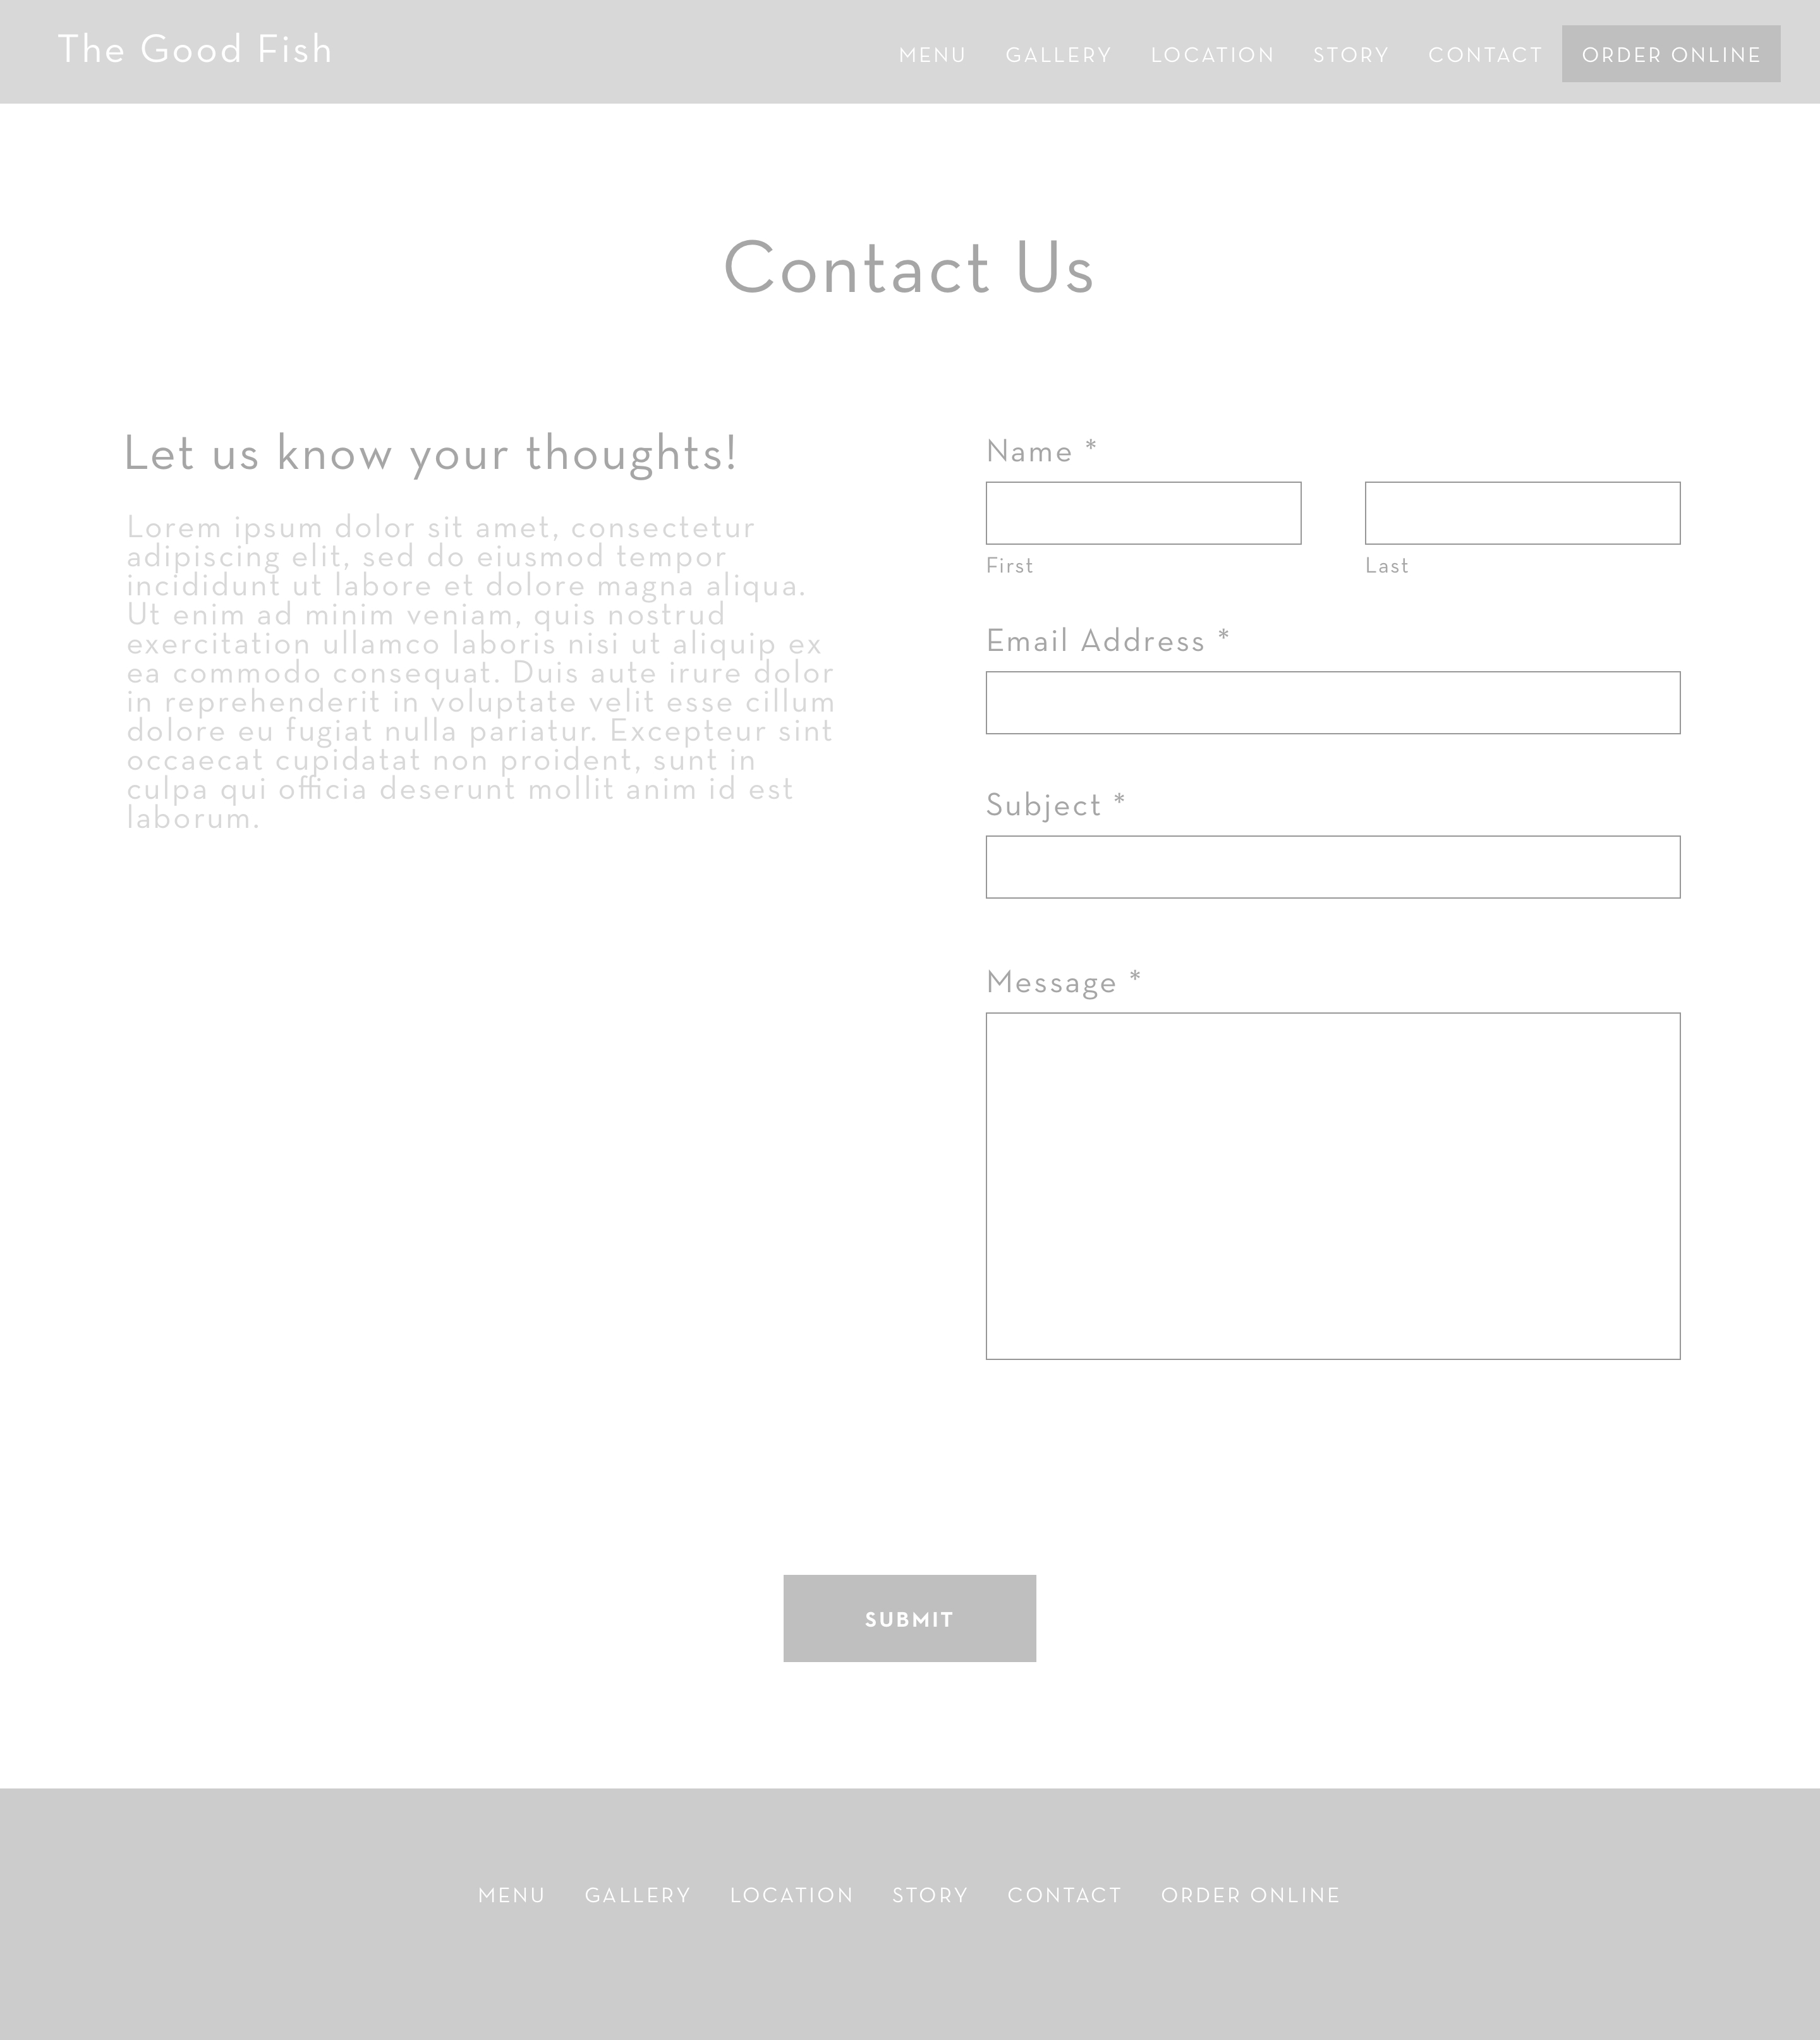 The Good Fish
MENU GALLERY LOCATION STORY CONTACT ORDER ONLINE
Contact Us
Let us know your thoughts!
Lorem ipsum dolor sit amet, consectetur
adipiscing elit, sed do eiusmod tempor
incididunt ut labore et dolore magna aliqua.
Ut enim ad minim veniam, quis nostrud
exercitation ullamco laboris nisi ut aliquip ex
ea commodo consequat. Duis aute irure dolor
in reprehenderit in voluptate velit esse cillum
dolore eu fugiat nulla pariatur. Excepteur sint
occaecat cupidatat non proident, sunt in
culpa qui officia deserunt mollit anim id est
laborum.
Name *
First Last
Email Address *
Subject *
Message *
SUBMIT
MENU GALLERY LOCATION STORY CONTACT ORDER ONLINE